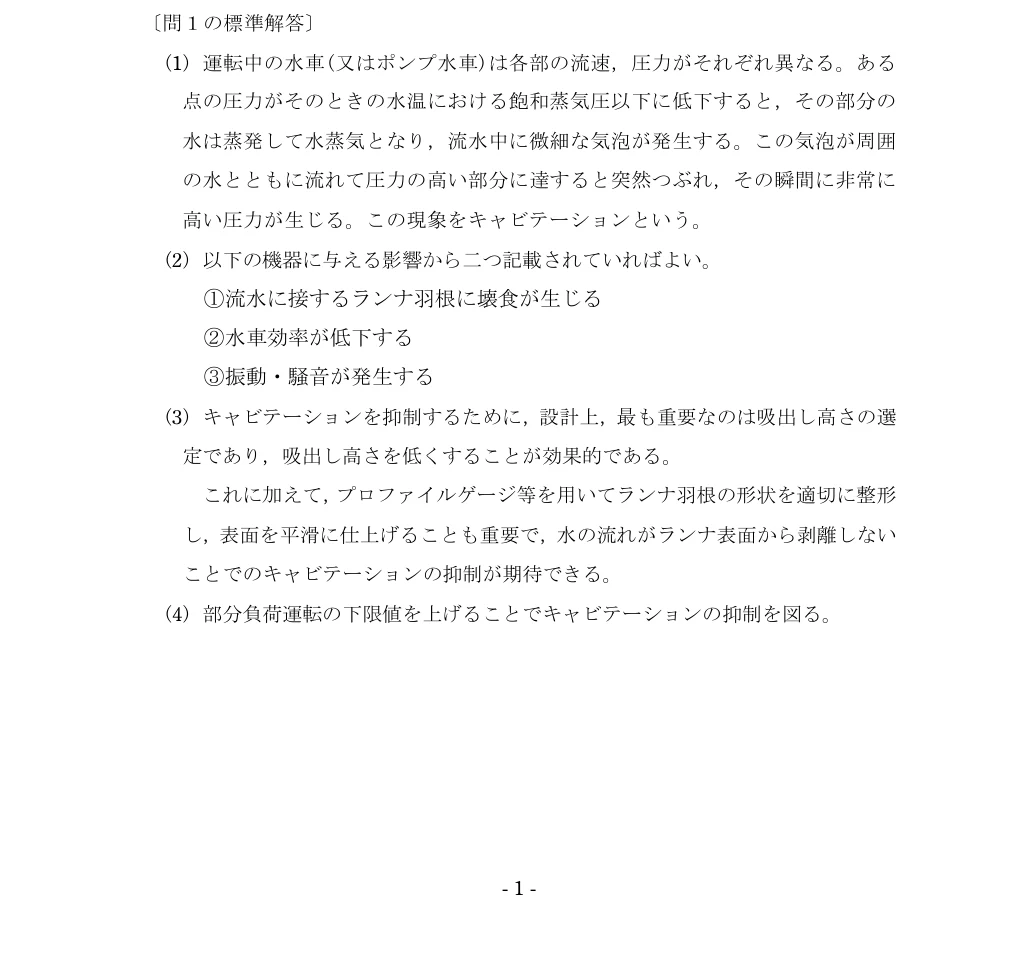 〔問１の標準解答〕
(1) 運転中の水車(又はポンプ水車)は各部の流速，圧力がそれぞれ異なる。ある
点の圧力がそのときの水温における飽和蒸気圧以下に低下すると，その部分の
水は蒸発して水蒸気となり，流水中に微細な気泡が発生する。この気泡が周囲
の水とともに流れて圧力の高い部分に達すると突然つぶれ，その瞬間に非常に
高い圧力が生じる。この現象をキャビテーションという。
(2) 以下の機器に与える影響から二つ記載されていればよい。
①流水に接するランナ羽根に壊食が生じる
②水車効率が低下する
③振動・騒音が発生する
(3) キャビテーションを抑制するために，設計上，最も重要なのは吸出し高さの選
定であり，吸出し高さを低くすることが効果的である。
これに加えて，プロファイルゲージ等を用いてランナ羽根の形状を適切に整形
し，表面を平滑に仕上げることも重要で，水の流れがランナ表面から剥離しない
ことでのキャビテーションの抑制が期待できる。
(4) 部分負荷運転の下限値を上げることでキャビテーションの抑制を図る。
- 1 -